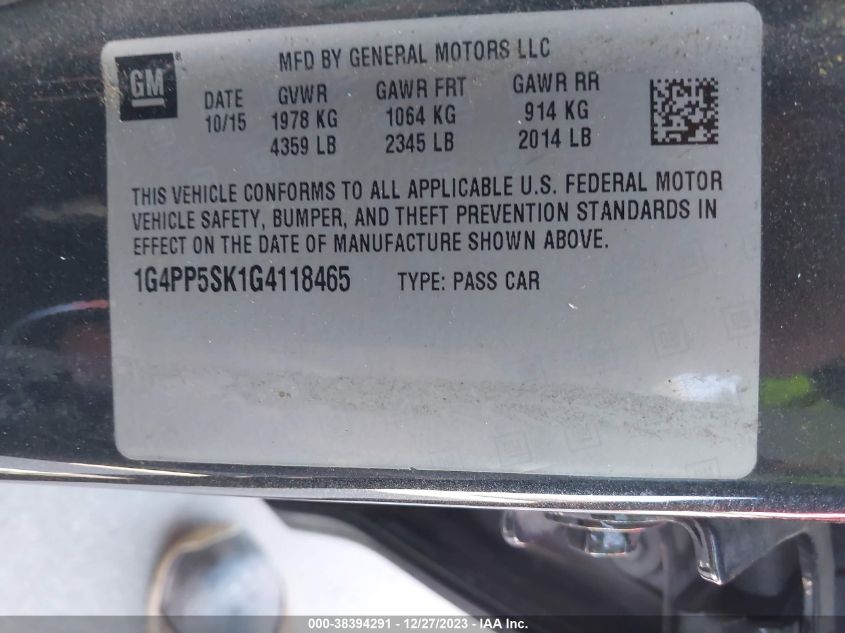 MFD BY GENERAL MOTORS LLC
GM®
DATE GVWR GAWR FRT GAWR RR
10/15 1978 KG 1064 KG 914 KG
4359 LB 2345 LB 2014 LB
THIS VEHICLE CONFORMS TO ALL APPLICABLE U.S. FEDERAL MOTOR
VEHICLE SAFETY, BUMPER, AND THEFT PREVENTION STANDARDS IN
EFFECT ON THE DATE OF MANUFACTURE SHOWN ABOVE.
1G4PP5SK1G4118465 TYPE: PASS CAR
000-38394291 - 12/27/2023 - IAA Inc.